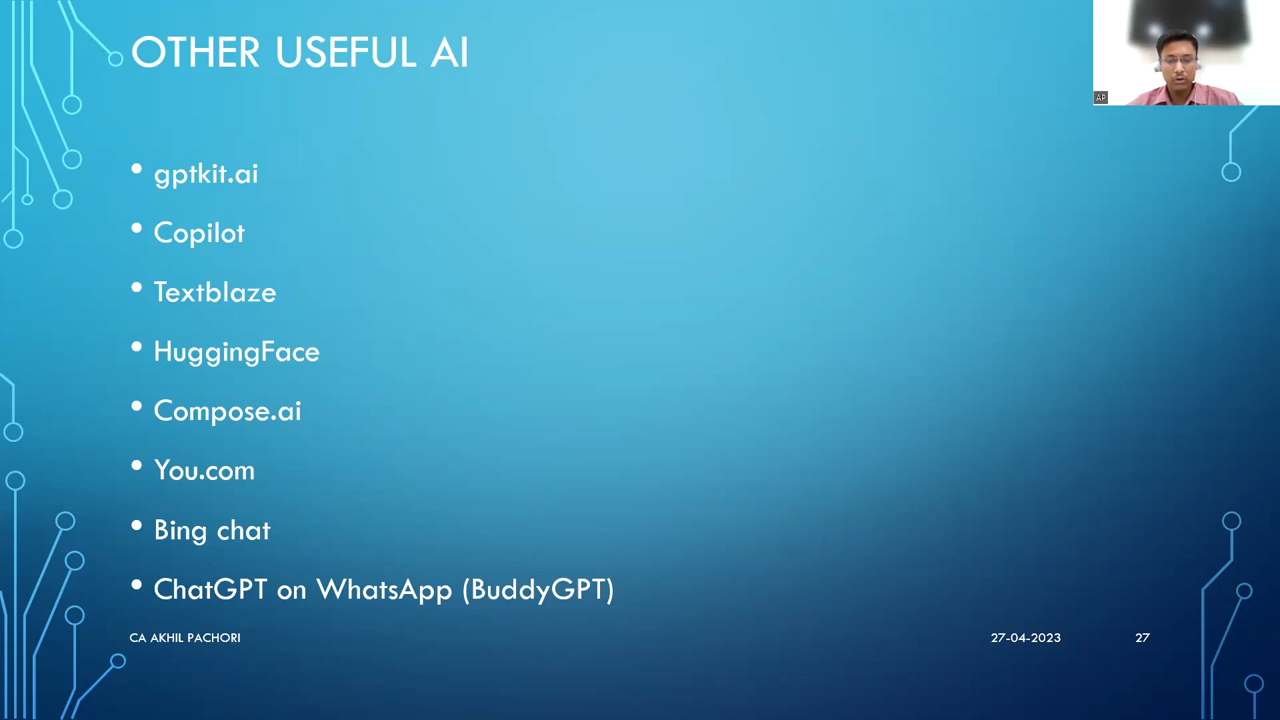 OTHER USEFUL AI
AP
• gptkit.ai
• Copilot
• Textblaze
• HuggingFace
• Compose.ai
• You.com
• Bing chat
• ChatGPT on WhatsApp (BuddyGPT)
CA AKHIL PACHORI
27-04-2023
27